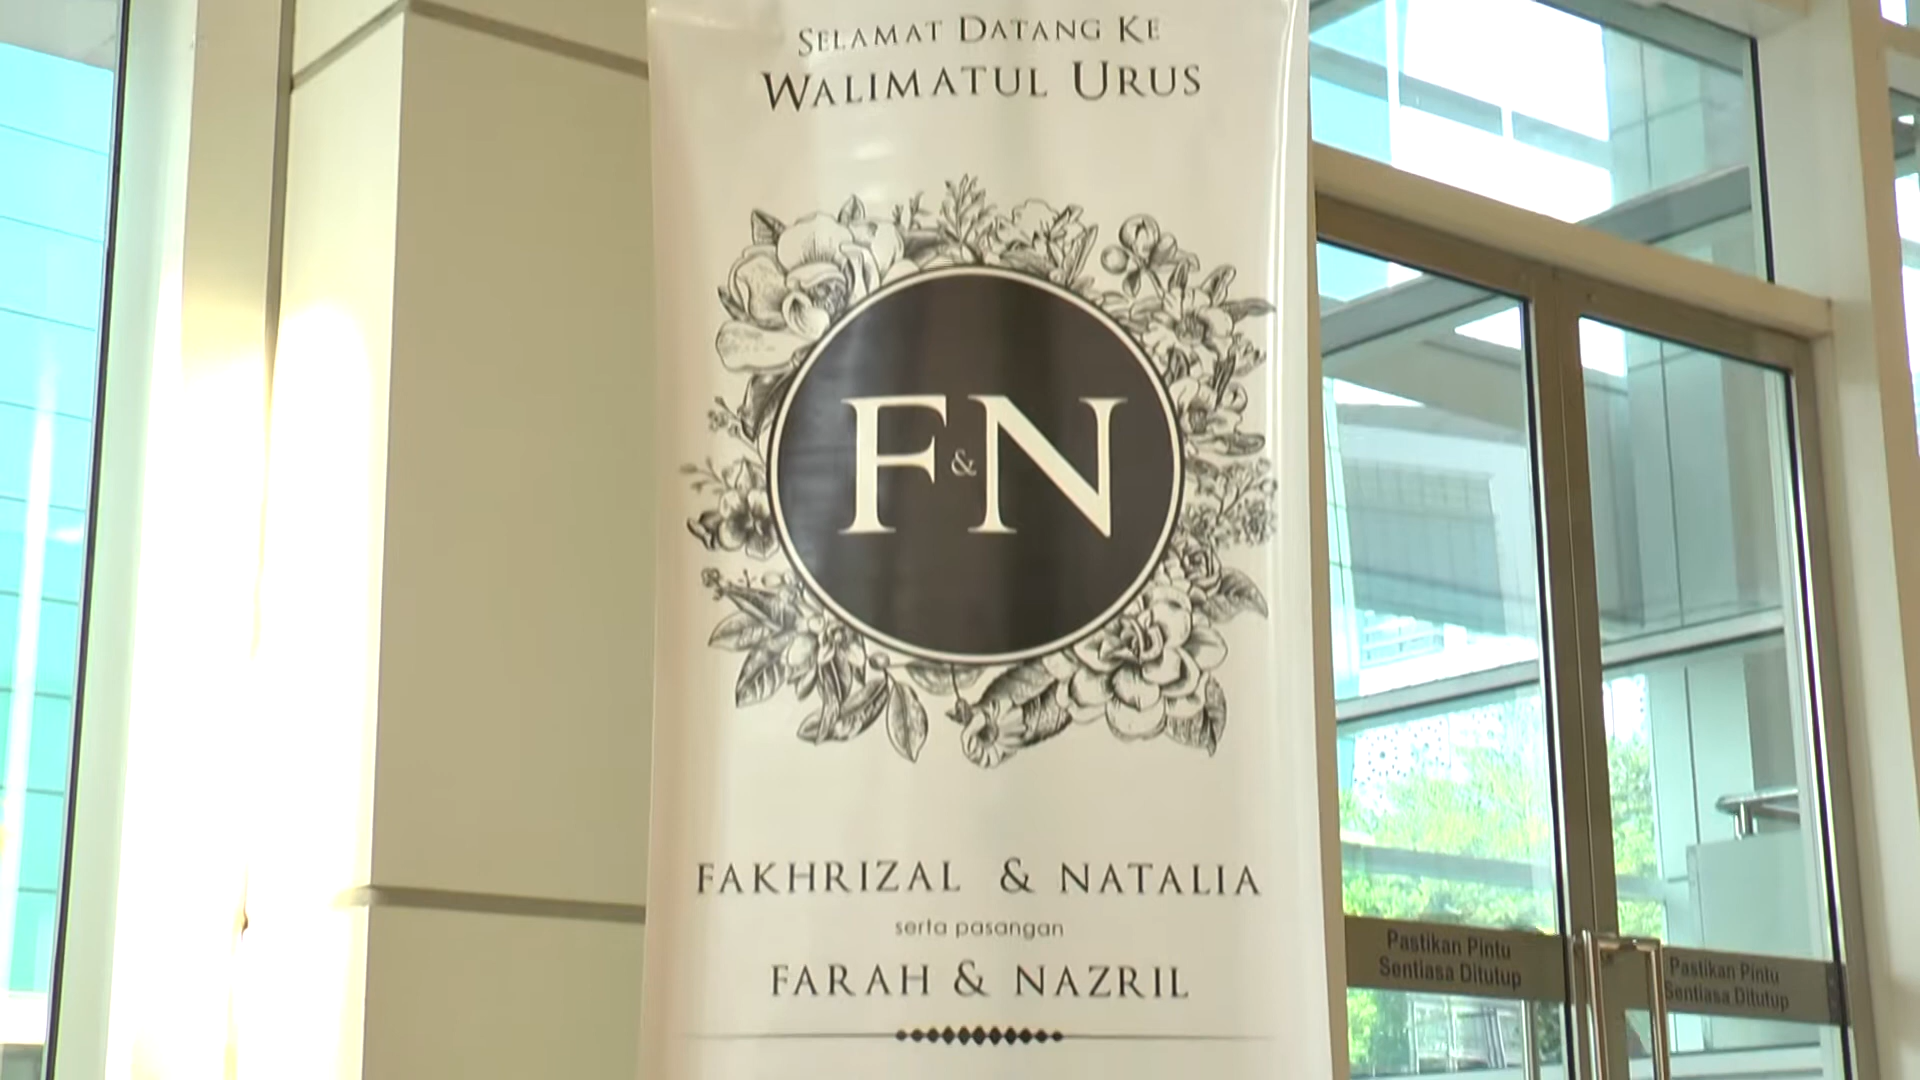 SELAMAT DATANG KE
WALIMATUL URUS
F&N
FAKHRIZAL & NATALIA
serta pasangan
FARAH & NAZRIL
Pastikan Pintu
Sentiasa Ditutup
Pastikan Pintu
Sentiasa Ditutup